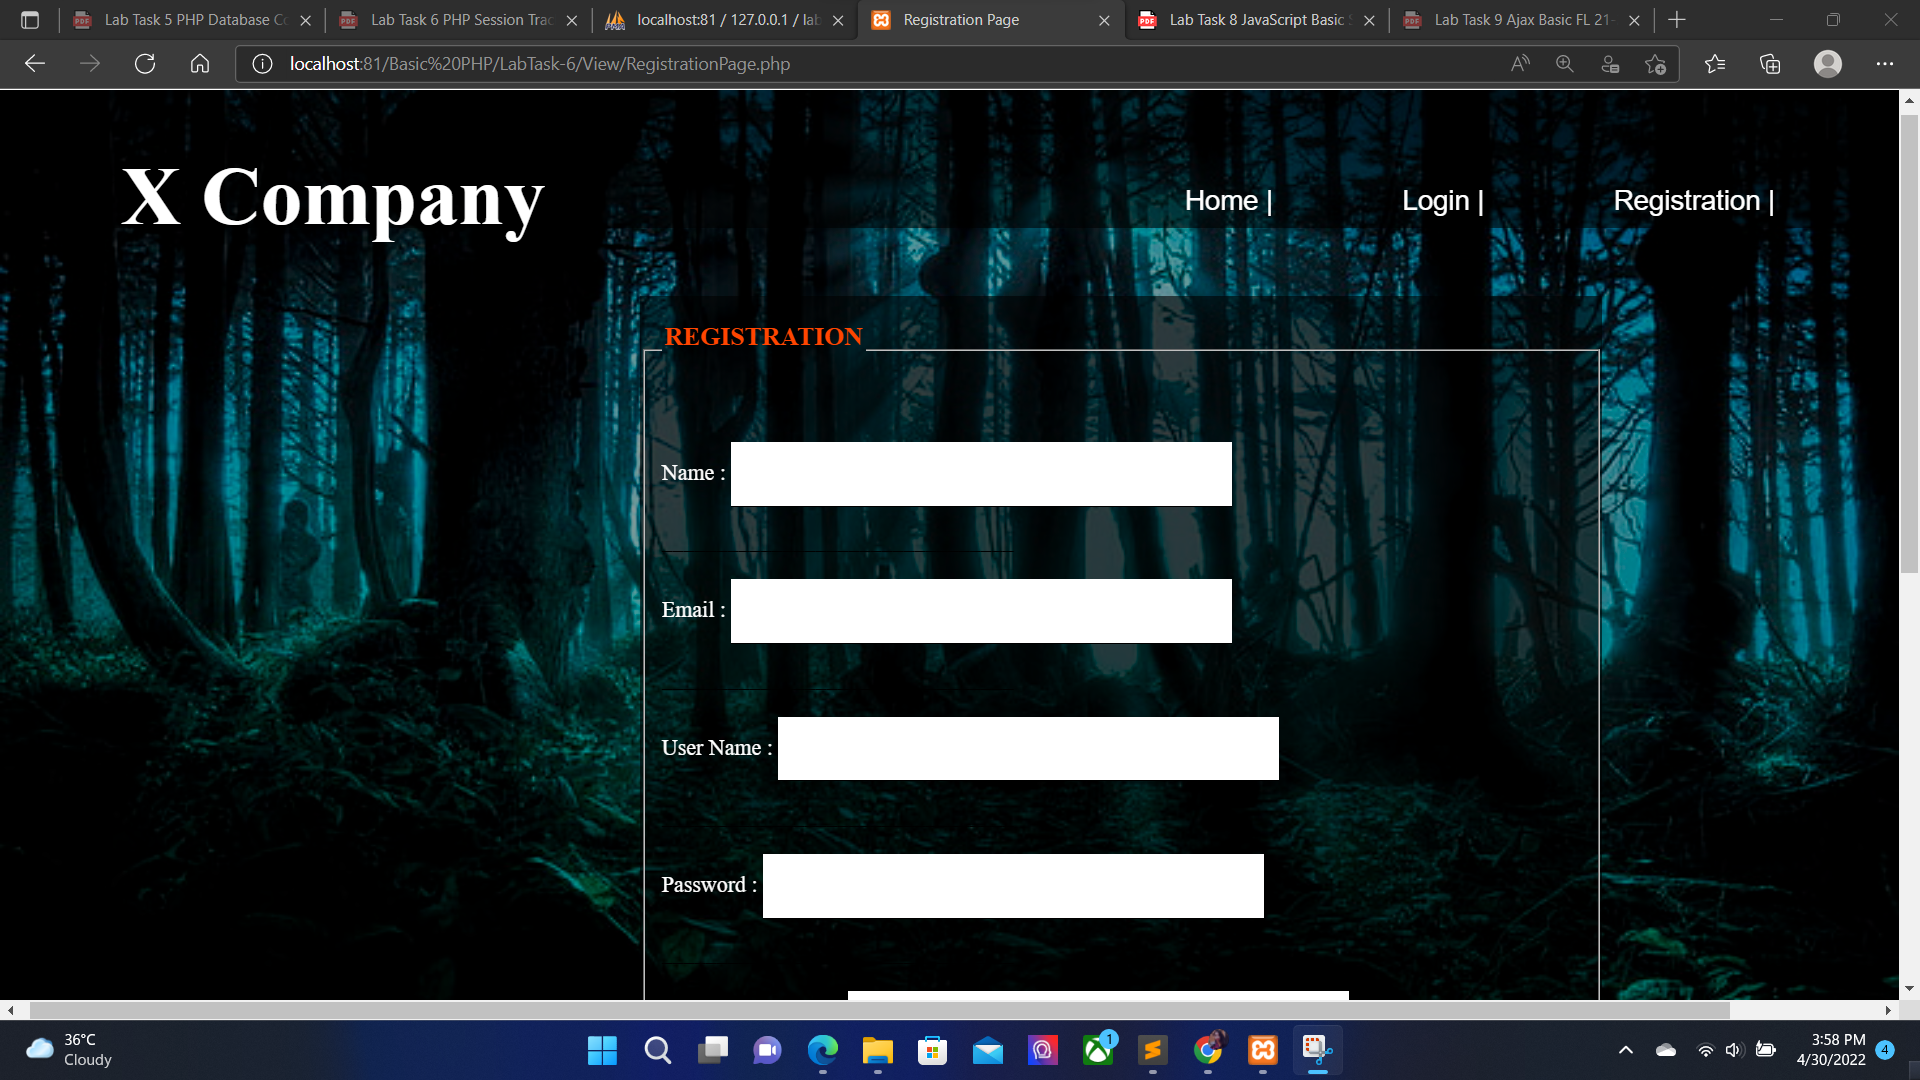 Lab Task 5 PHP Database Co
Lab Task 6 PHP Session Trac
localhost:81 / 127.0.0.1 / lab
Registration Page
Lab Task 8 JavaScript Basic S
Lab Task 9 Ajax Basic FL 21-
localhost:81/Basic%20PHP/LabTask-6/View/RegistrationPage.php
X Company
Home |
Login |
Registration |
REGISTRATION
Name :
Email :
User Name :
Password :
36°C
Cloudy
1
3:58 PM
4/30/2022
4